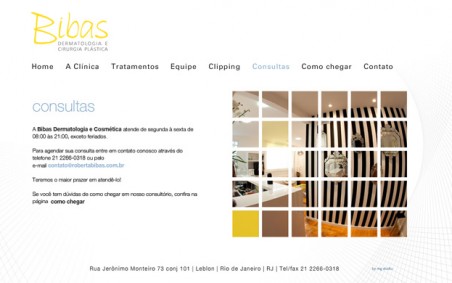 Bibas
DERMATOLOGIA E
CIRURGIA PLÁSTICA
Home A Clínica Tratamentos Equipe Clipping Consultas Como chegar Contato
consultas
A Bibas Dermatologia e Cosmética atende de segunda à sexta de
08:00 às 21:00, exceto feriados.
Para agendar sua consulta entre em contato conosco através do
telefone 21 2266-0318 ou pelo
e-mail contato@robertabibas.com.br
Teremos o maior prazer em atendê-lo!
Se você tem dúvidas de como chegar em nosso consultório, confira na
página como chegar
Rua Jerônimo Monteiro 73 conj 101 | Leblon | Rio de Janeiro | RJ | Tel/fax 21 2266-0318